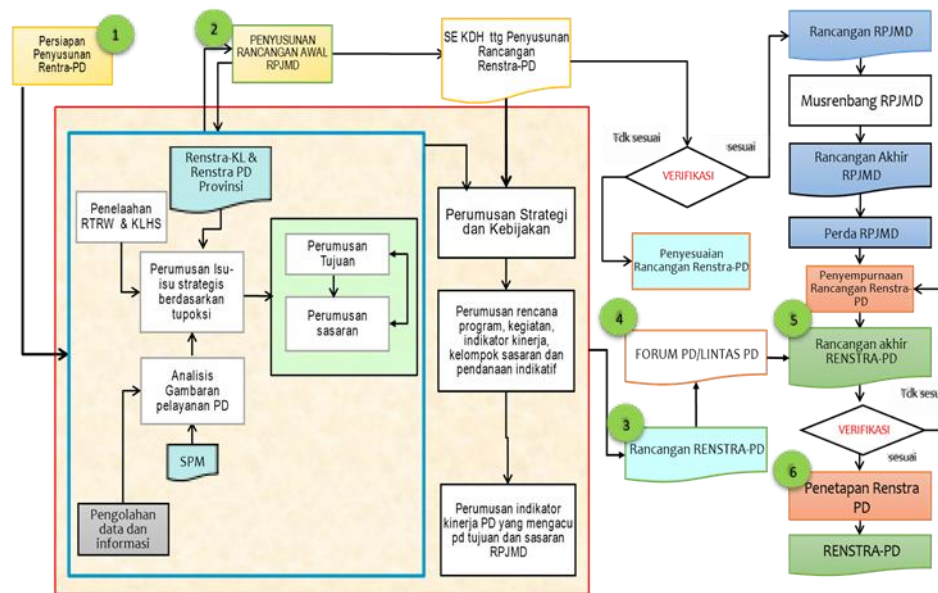 1
Persiapan
Penyusunan
Rentra-PD
2
PENYUSUNAN
RANCANGAN AWAL
RPJMD
SE KDH ttg Penyusunan
Rancangan
Renstra-PD
Renstra-KL &
Renstra PD
Provinsi
Penelaahan
RTRW & KLHS
Perumusan Isu-
isu strategis
berdasarkan
tupoksi
Perumusan
Tujuan
Perumusan
sasaran
Analisis
Gambaran
pelayanan PD
SPM
Pengolahan
data dan
informasi
Perumusan Strategi
dan Kebijakan
Perumusan rencana
program, kegiatan,
indikator kinerja,
kelompok sasaran dan
pendanaan indikatif
Perumusan indikator
kinerja PD yang mengacu
pd tujuan dan sasaran
RPJMD
Tdk sesuai
sesuai
VERIFIKASI
Penyesuaian
Rancangan Renstra-PD
4
FORUM PD/LINTAS PD
3
Rancangan RENSTRA-PD
Rancangan RPJMD
Musrenbang RPJMD
Rancangan Akhir
RPJMD
Perda RPJMD
Penyempurnaan
Rancangan Renstra-
PD
5
Rancangan akhir
RENSTRA-PD
Tdk sesu
VERIFIKASI
sesuai
6
Penetapan Renstra
PD
RENSTRA-PD